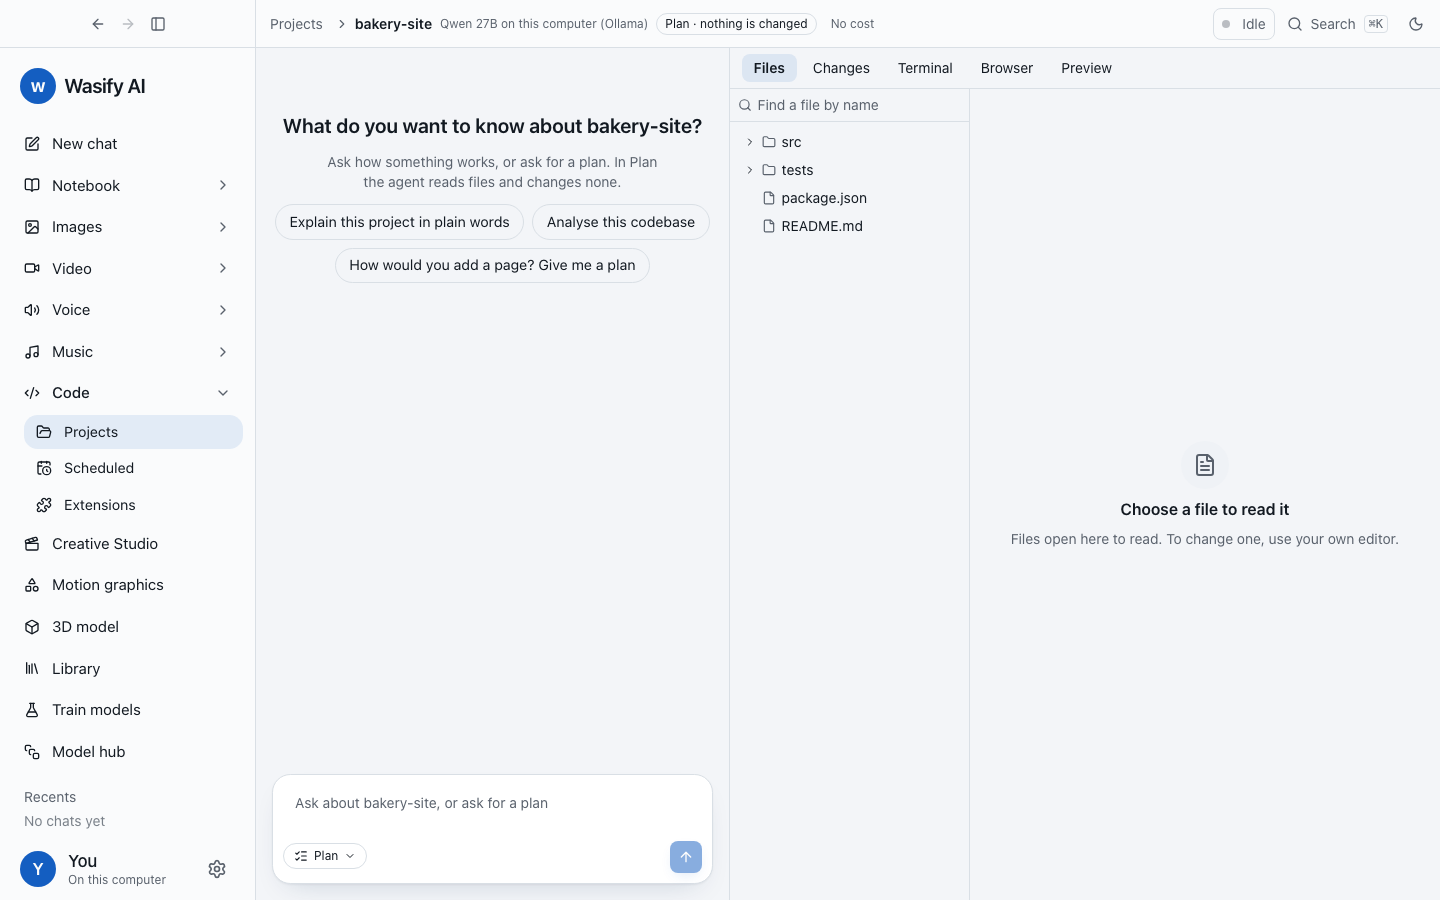 Projects
bakery-site
Qwen 27B on this computer (Ollama)
Plan · nothing is changed
No cost
Idle
Search
⌘K
W
Wasify AI
New chat
Notebook
Images
Video
Voice
Music
Code
Projects
Scheduled
Extensions
Creative Studio
Motion graphics
3D model
Library
Train models
Model hub
Recents
No chats yet
Y
You
On this computer
What do you want to know about bakery-site?
Ask how something works, or ask for a plan. In Plan
the agent reads files and changes none.
Explain this project in plain words
Analyse this codebase
How would you add a page? Give me a plan
Ask about bakery-site, or ask for a plan
Plan
Files
Changes
Terminal
Browser
Preview
Find a file by name
src
tests
package.json
README.md
Choose a file to read it
Files open here to read. To change one, use your own editor.